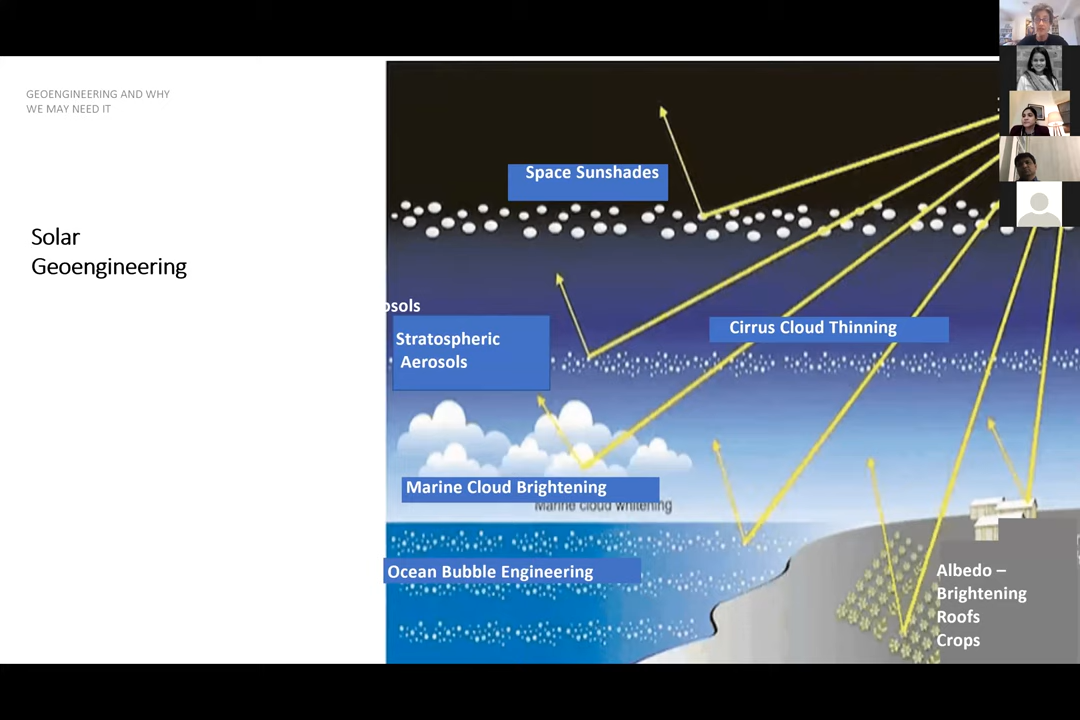 GEOENGINEERING AND WHY
WE MAY NEED IT
Solar
Geoengineering
Space Sunshades
osols
Stratospheric
Aerosols
Cirrus Cloud Thinning
Marine Cloud Brightening
Marine cloud whitening
Ocean Bubble Engineering
Albedo –
Brightening
Roofs
Crops